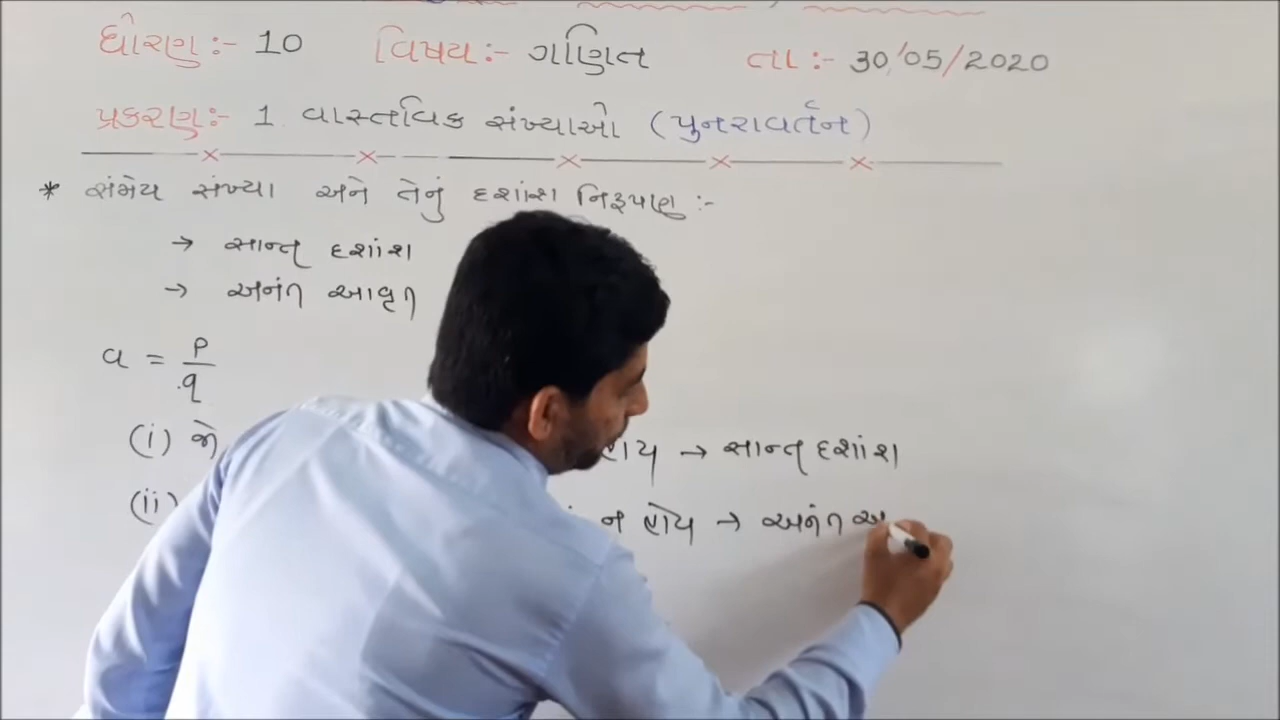 ધોરણ:- 10 વિષય:- ગણિત તા:- 30/05/2020
પ્રકરણ:- 1. વાસ્તવિક સંખ્યાઓ (પુનરાવર્તન)
* સંમેય સંખ્યા અને તેનું દશાંશ નિરૂપણ :-
→ સાન્ત દશાંશ
→ અનંત આવૃત
a = p/q
(i) જો હોય → સાન્ત દશાંશ
(ii) ન હોય → અનંત અ